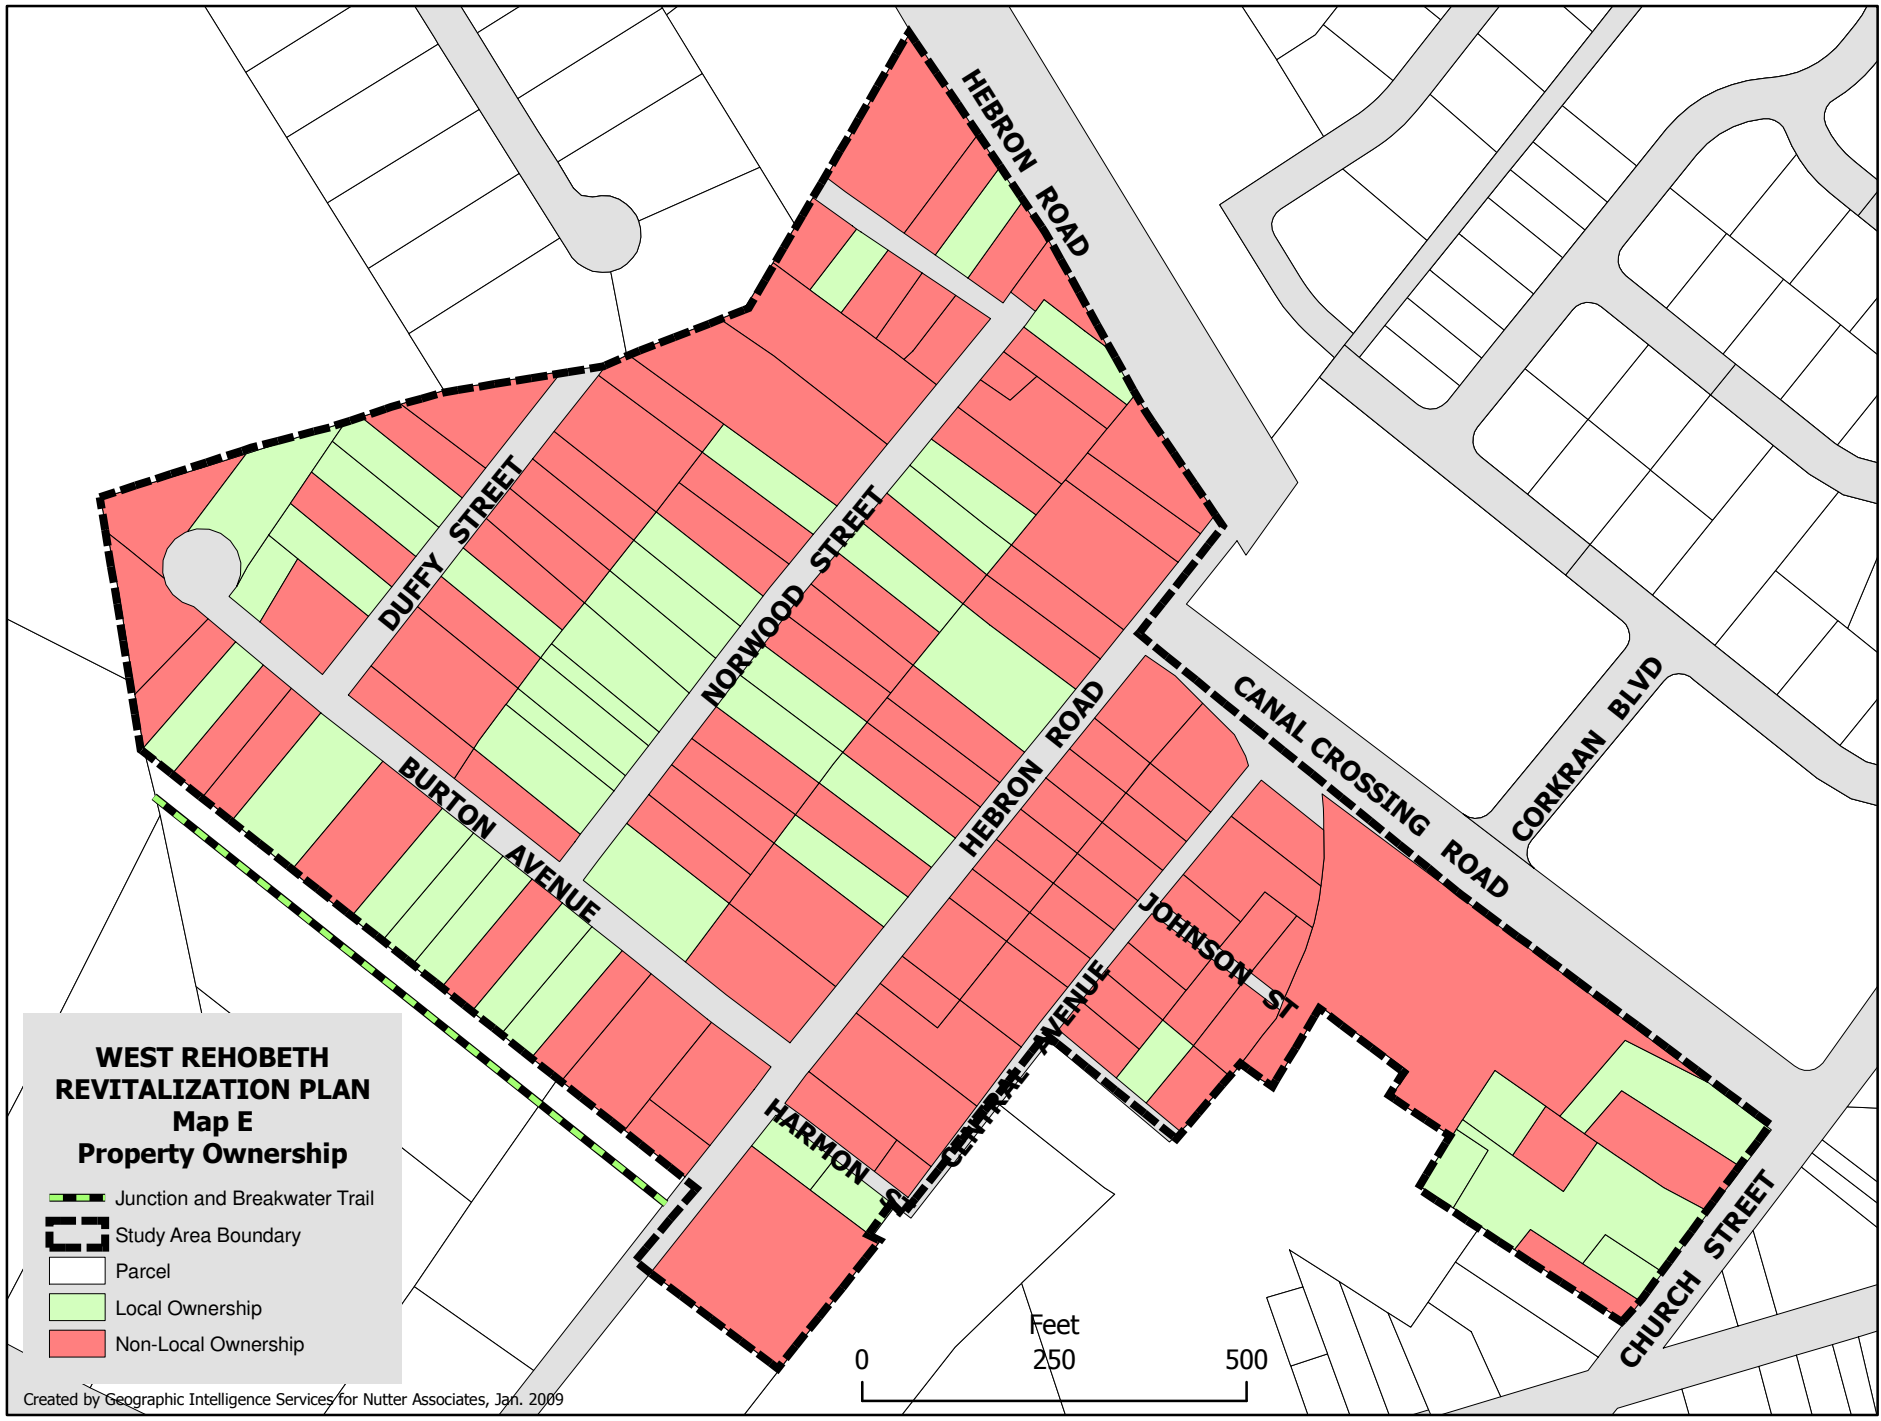 HEBRON ROAD
DUFFY STREET
NORWOOD STREET
BURTON AVENUE
HEBRON ROAD
CANAL CROSSING ROAD
CORKRAN BLVD
JOHNSON ST
CENTRAL AVENUE
HARMON ST
CHURCH STREET
WEST REHOBETH
REVITALIZATION PLAN
Map E
Property Ownership
Junction and Breakwater Trail
Study Area Boundary
Parcel
Local Ownership
Non-Local Ownership
Feet
0 250 500
Created by Geographic Intelligence Services for Nutter Associates, Jan. 2009